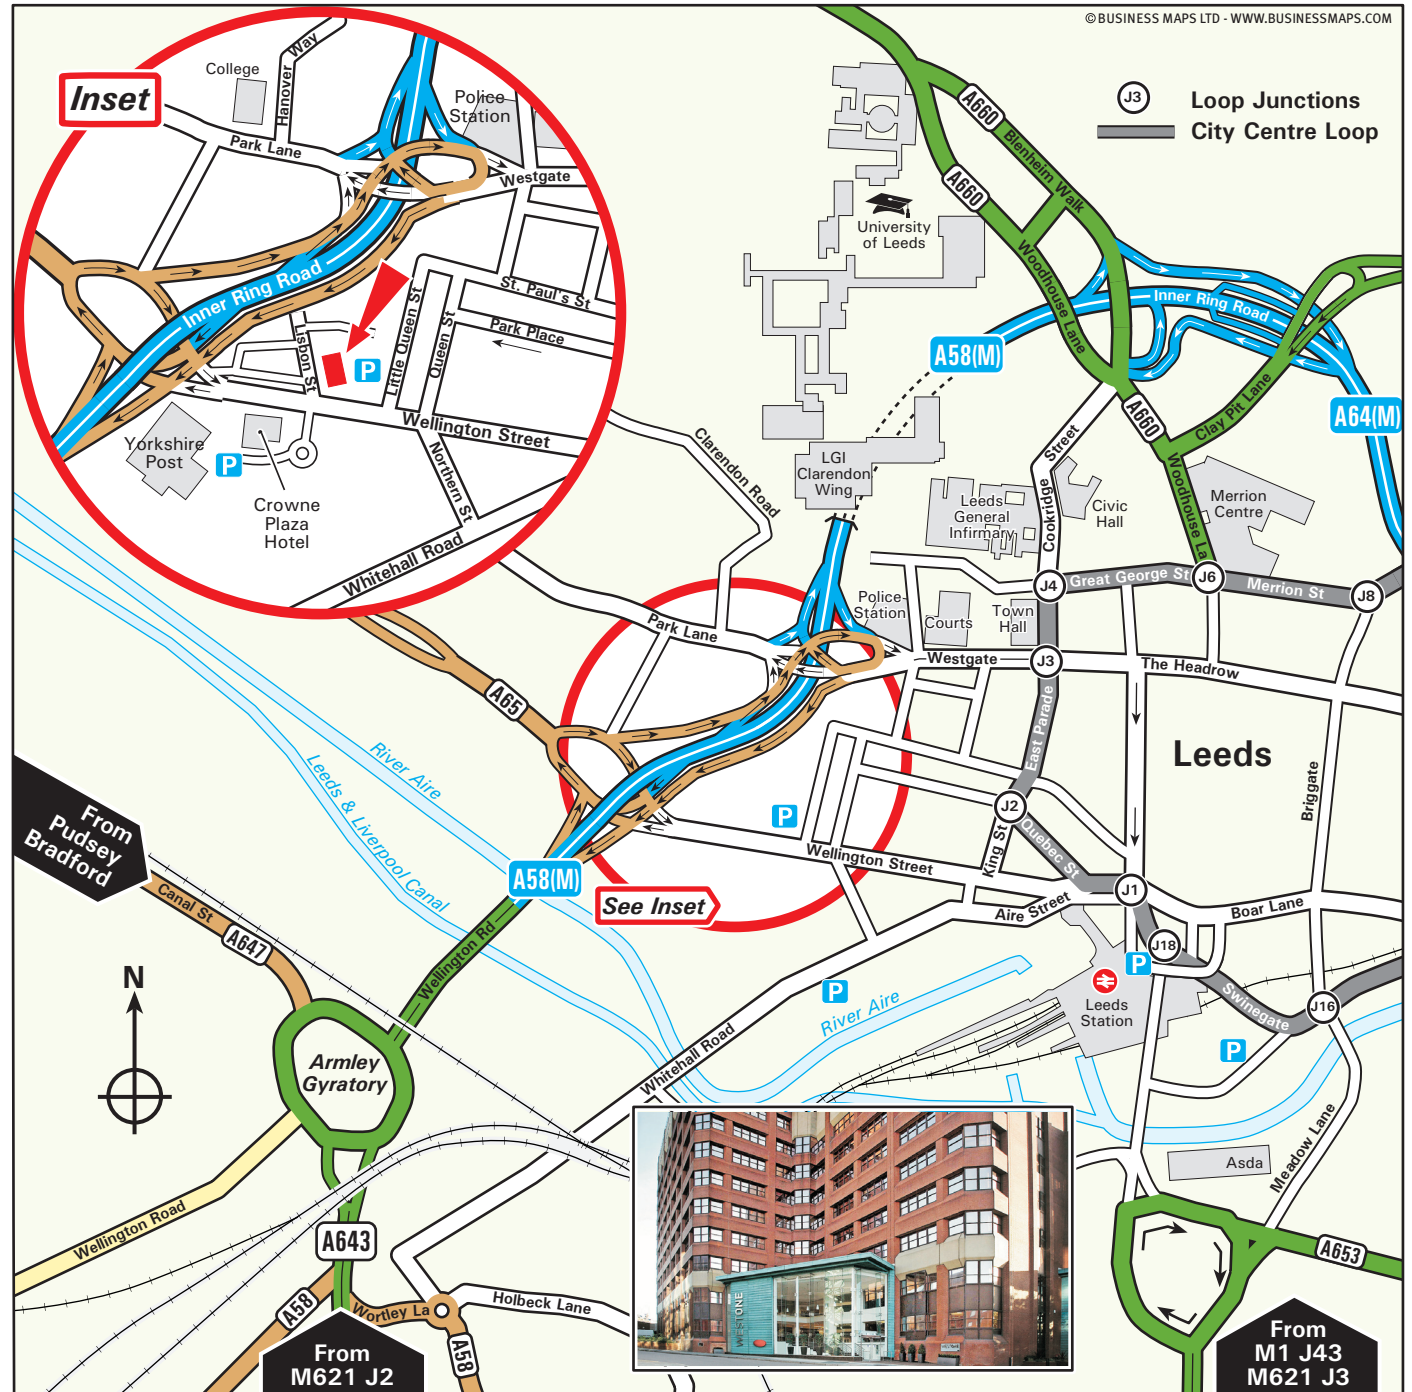 © BUSINESS MAPS LTD - WWW.BUSINESSMAPS.COM
J3
Loop Junctions
City Centre Loop
Inset
College
Hanover
Way
Police
Station
Park Lane
Westgate
Inner Ring Road
St. Paul's St
Park Place
Lisbon St
Little Queen St
Queen St
P
Wellington Street
Yorkshire
Post
P
Northern St
Crowne
Plaza
Hotel
Whitehall Road
A660
Blenheim Walk
A660
University
of Leeds
Woodhouse Lane
Inner Ring Road
A58(M)
A64(M)
A660
Clay Pit Lane
Clarendon Road
LGI
Clarendon
Wing
Cookridge
Street
Leeds
General
Infirmary
Civic
Hall
Woodhouse La
Merrion
Centre
J4
Great George St
J6
Merrion St
J8
Police
Station
Courts
Town
Hall
Park Lane
Westgate
J3
The Headrow
A65
East Parade
Leeds
River Aire
Leeds & Liverpool Canal
Briggate
J2
P
King St
Quebec St
From
Pudsey
Bradford
Wellington Street
A58(M)
See Inset
J1
Aire Street
Boar Lane
Canal St
A647
Wellington Rd
J18
P
N
P
River Aire
Leeds
Station
Swinegate
J16
P
Armley
Gyratory
Whitehall Road
Meadow Lane
Asda
Wellington Road
A643
A653
WESTONE
A58
Wortley La
Holbeck Lane
A58
From
M621 J2
From
M1 J43
M621 J3